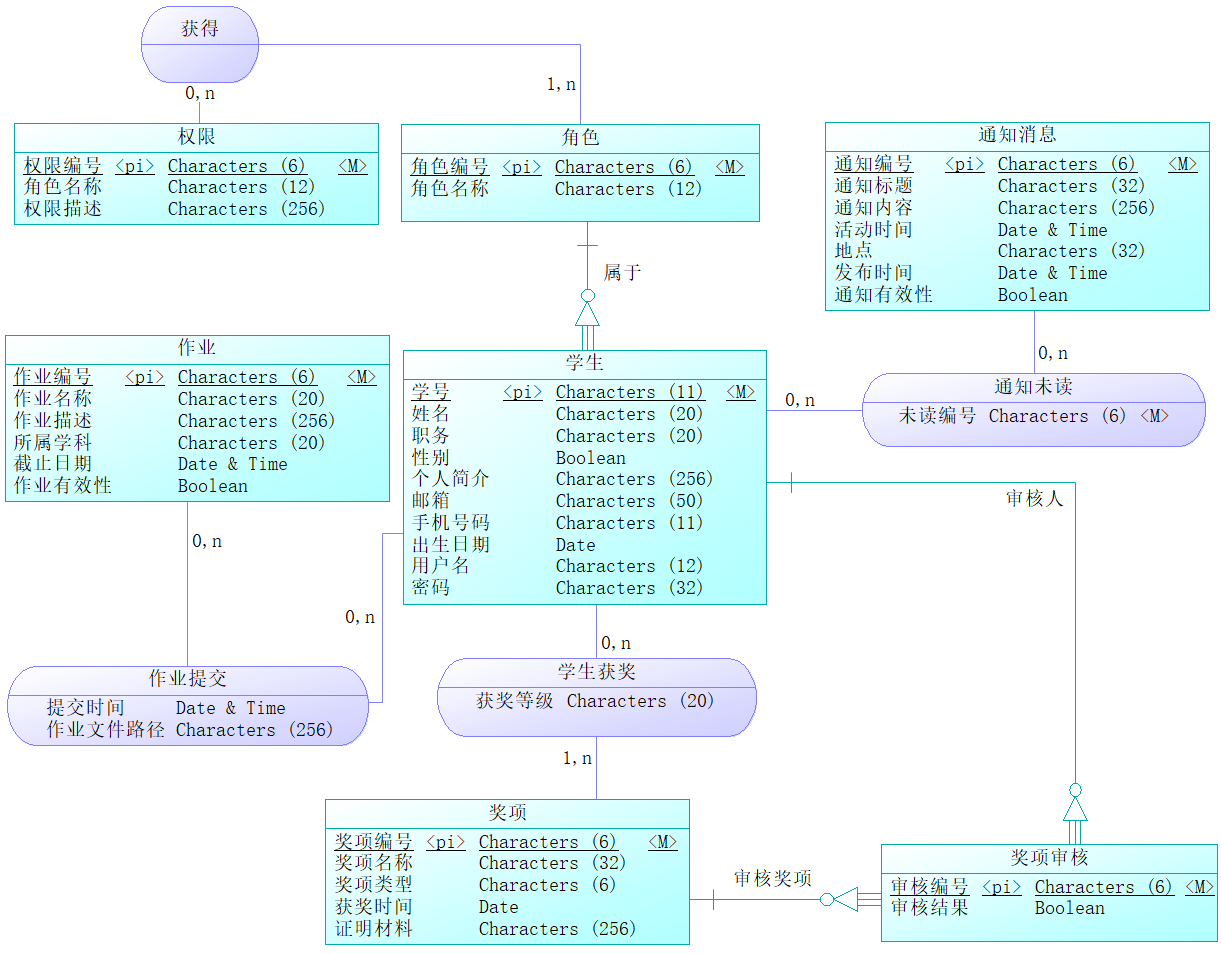 获得
0,n
1,n
权限
权限编号 <pi> Characters (6) <M>
角色名称 Characters (12)
权限描述 Characters (256)
角色
角色编号 <pi> Characters (6) <M>
角色名称 Characters (12)
通知消息
通知编号 <pi> Characters (6) <M>
通知标题 Characters (32)
通知内容 Characters (256)
活动时间 Date & Time
地点 Characters (32)
发布时间 Date & Time
通知有效性 Boolean
属于
0,n
作业
作业编号 <pi> Characters (6) <M>
作业名称 Characters (20)
作业描述 Characters (256)
所属学科 Characters (20)
截止日期 Date & Time
作业有效性 Boolean
学生
学号 <pi> Characters (11) <M>
姓名 Characters (20)
职务 Characters (20)
性别 Boolean
个人简介 Characters (256)
邮箱 Characters (50)
手机号码 Characters (11)
出生日期 Date
用户名 Characters (12)
密码 Characters (32)
0,n
通知未读
未读编号 Characters (6) <M>
审核人
0,n
0,n
0,n
作业提交
提交时间 Date & Time
作业文件路径 Characters (256)
学生获奖
获奖等级 Characters (20)
1,n
奖项
奖项编号 <pi> Characters (6) <M>
奖项名称 Characters (32)
奖项类型 Characters (6)
获奖时间 Date
证明材料 Characters (256)
审核奖项
奖项审核
审核编号 <pi> Characters (6) <M>
审核结果 Boolean